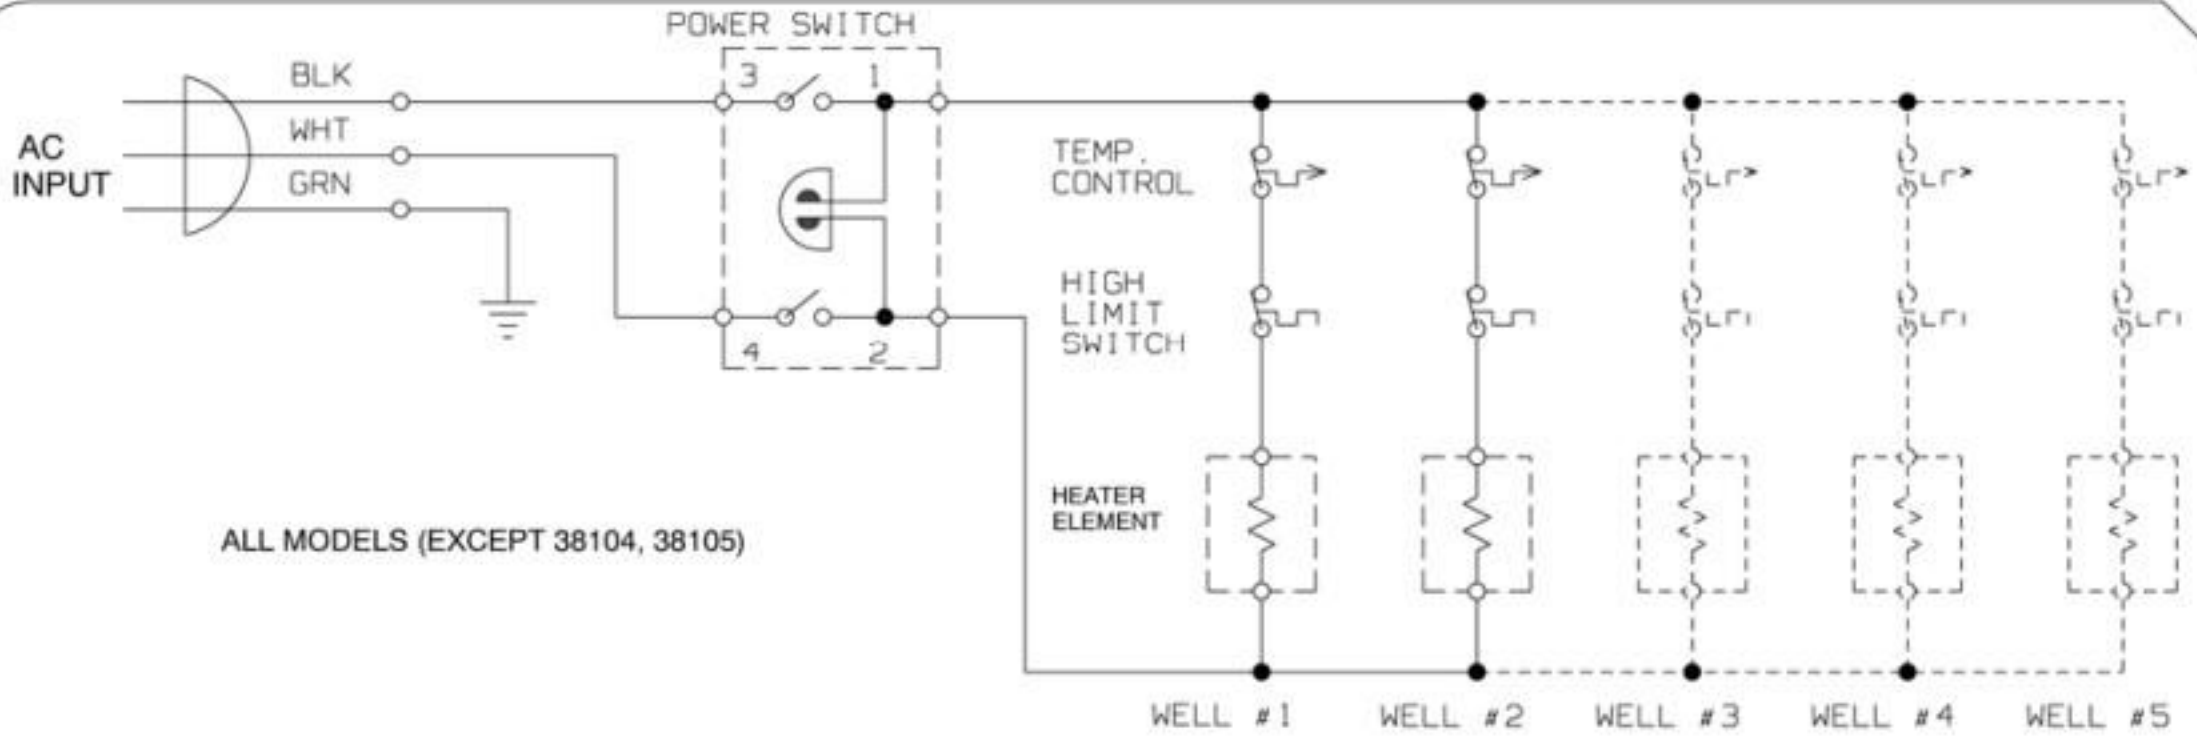 POWER SWITCH
BLK
3 1
WHT
AC
INPUT
GRN
TEMP.
CONTROL
HIGH
LIMIT
SWITCH
4 2
HEATER
ELEMENT
ALL MODELS (EXCEPT 38104, 38105)
WELL #1 WELL #2 WELL #3 WELL #4 WELL #5